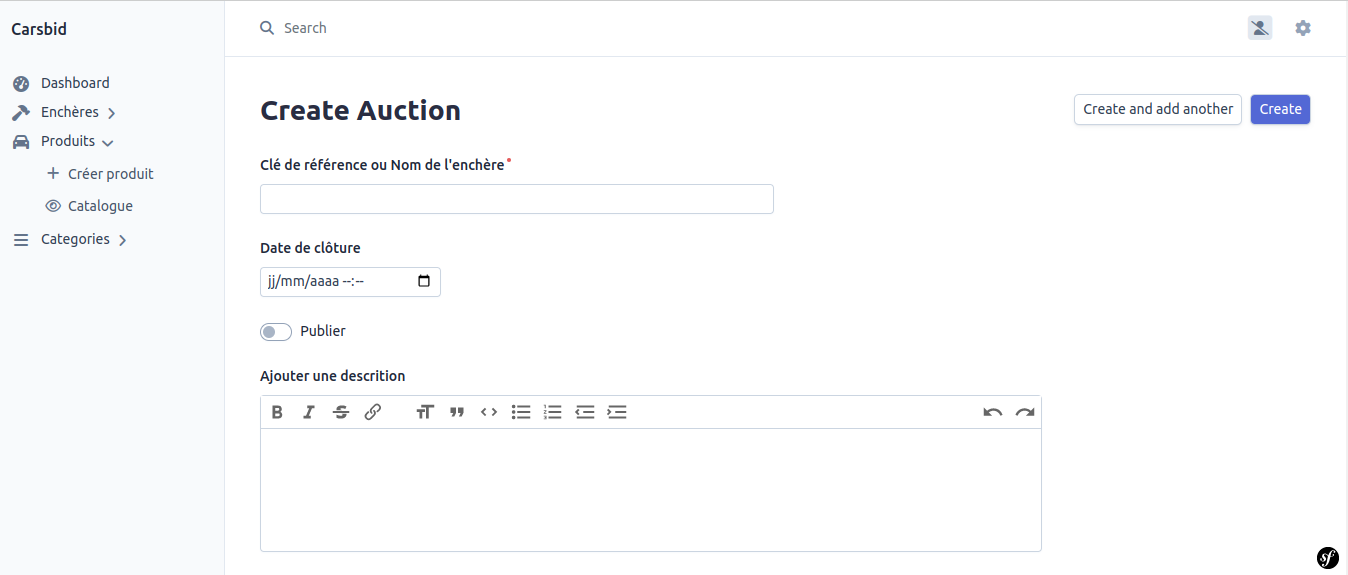 Carsbid
Search
Dashboard
Enchères
Produits
Créer produit
Catalogue
Categories
Create Auction
Create and add another
Create
Clé de référence ou Nom de l'enchère*
Date de clôture
jj/mm/aaaa --:--
Publier
Ajouter une descrition
sf